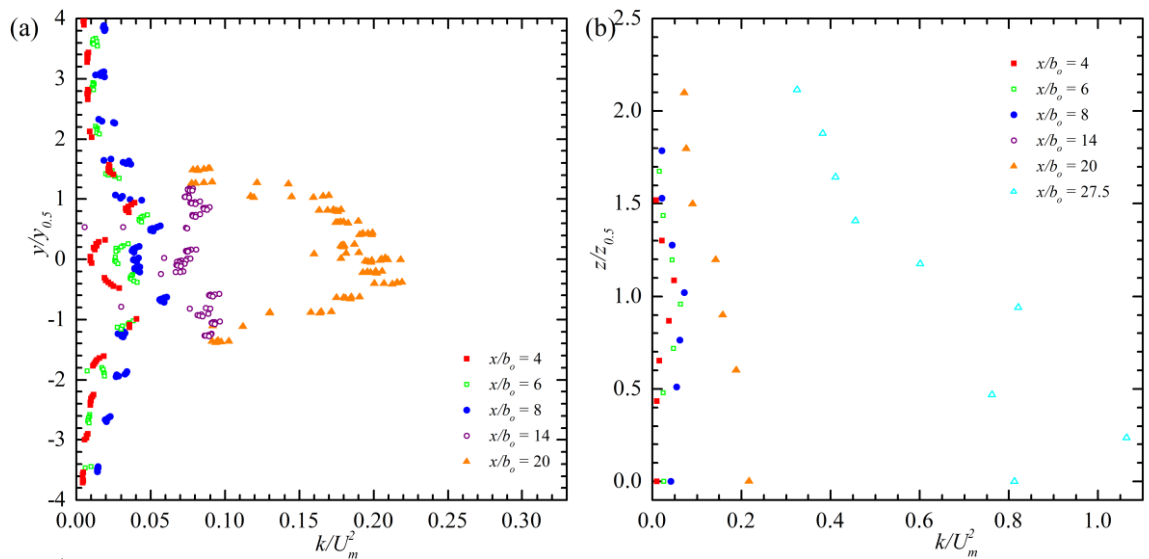 (a)
4
3
2
1
0
-1
-2
-3
-4
y/y0.5
0.00 0.05 0.10 0.15 0.20 0.25 0.30
k/U²m
x/bo = 4
x/bo = 6
x/bo = 8
x/bo = 14
x/bo = 20
(b)
2.5
2.0
1.5
1.0
0.5
0.0
z/z0.5
0.0 0.2 0.4 0.6 0.8 1.0
k/U²m
x/bo = 4
x/bo = 6
x/bo = 8
x/bo = 14
x/bo = 20
x/bo = 27.5